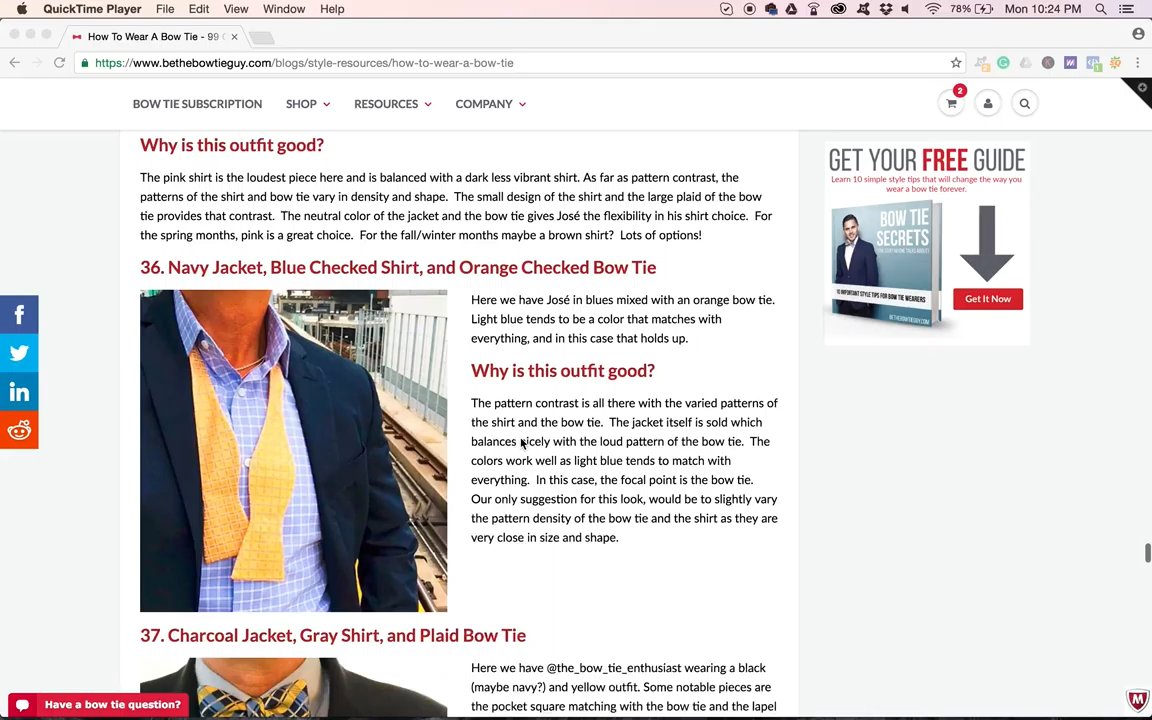 QuickTime Player File Edit View Window Help 78% Mon 10:24 PM
How To Wear A Bow Tie - 99
https://www.bethebowtieguy.com/blogs/style-resources/how-to-wear-a-bow-tie
BOW TIE SUBSCRIPTION SHOP RESOURCES COMPANY 2
Why is this outfit good?
The pink shirt is the loudest piece here and is balanced with a dark less vibrant shirt. As far as pattern contrast, the
patterns of the shirt and bow tie vary in density and shape. The small design of the shirt and the large plaid of the bow
tie provides that contrast. The neutral color of the jacket and the bow tie gives José the flexibility in his shirt choice. For
the spring months, pink is a great choice. For the fall/winter months maybe a brown shirt? Lots of options!
36. Navy Jacket, Blue Checked Shirt, and Orange Checked Bow Tie
Here we have José in blues mixed with an orange bow tie.
Light blue tends to be a color that matches with
everything, and in this case that holds up.
Why is this outfit good?
The pattern contrast is all there with the varied patterns of
the shirt and the bow tie. The jacket itself is sold which
balances nicely with the loud pattern of the bow tie. The
colors work well as light blue tends to match with
everything. In this case, the focal point is the bow tie.
Our only suggestion for this look, would be to slightly vary
the pattern density of the bow tie and the shirt as they are
very close in size and shape.
37. Charcoal Jacket, Gray Shirt, and Plaid Bow Tie
Here we have @the_bow_tie_enthusiast wearing a black
(maybe navy?) and yellow outfit. Some notable pieces are
the pocket square matching with the bow tie and the lapel
GET YOUR FREE GUIDE
Learn 10 simple style tips that will change the way you
wear a bow tie forever.
BOW TIE
SECRETS
10 IMPORTANT STYLE TIPS FOR BOW TIE WEARERS
BETHEBOWTIEGUY.COM
Get It Now
Have a bow tie question?